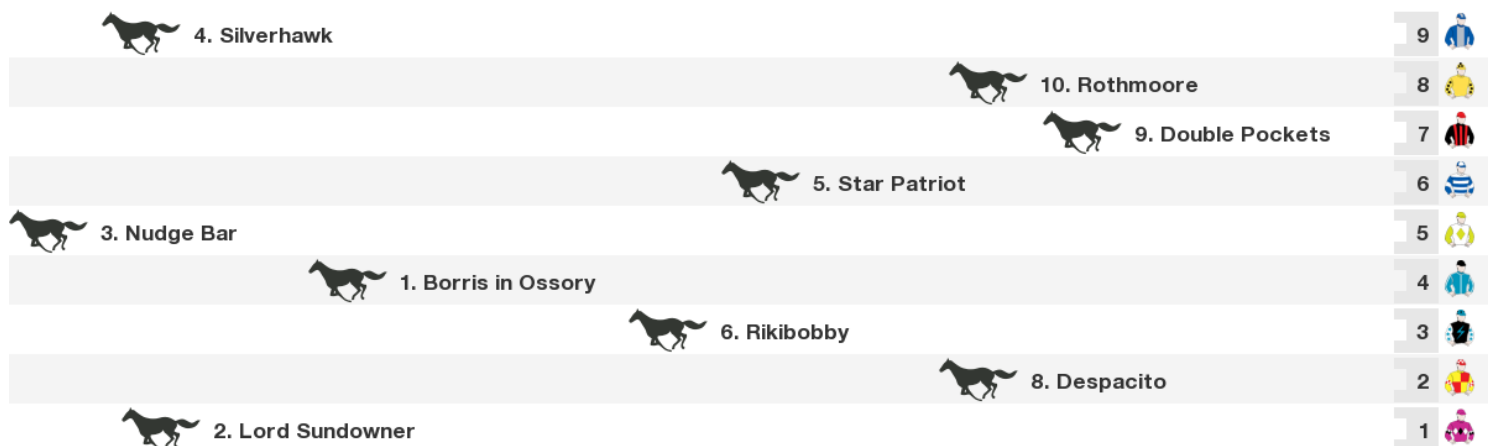 4. Silverhawk 9
10. Rothmoore 8
9. Double Pockets 7
5. Star Patriot 6
3. Nudge Bar 5
1. Borris in Ossory 4
6. Rikibobby 3
8. Despacito 2
2. Lord Sundowner 1